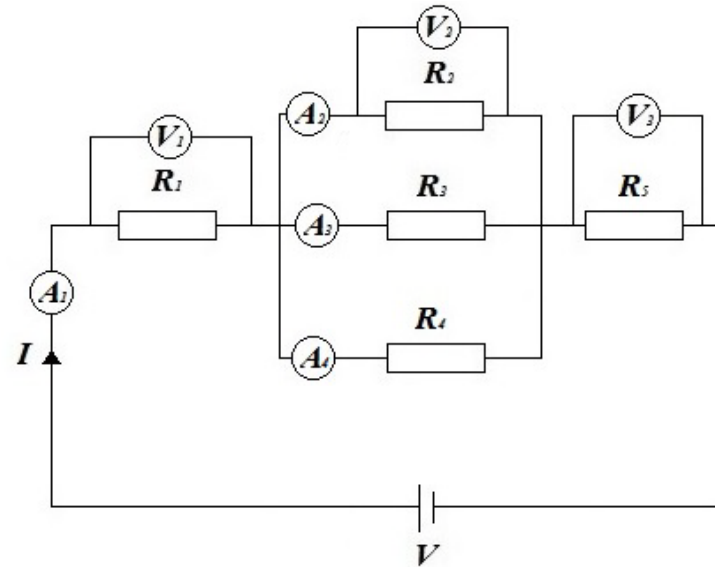 V₂
R₂
A₂
V₁
V₃
R₁
R₃
R₅
A₃
A₁
R₄
I
A₄
V